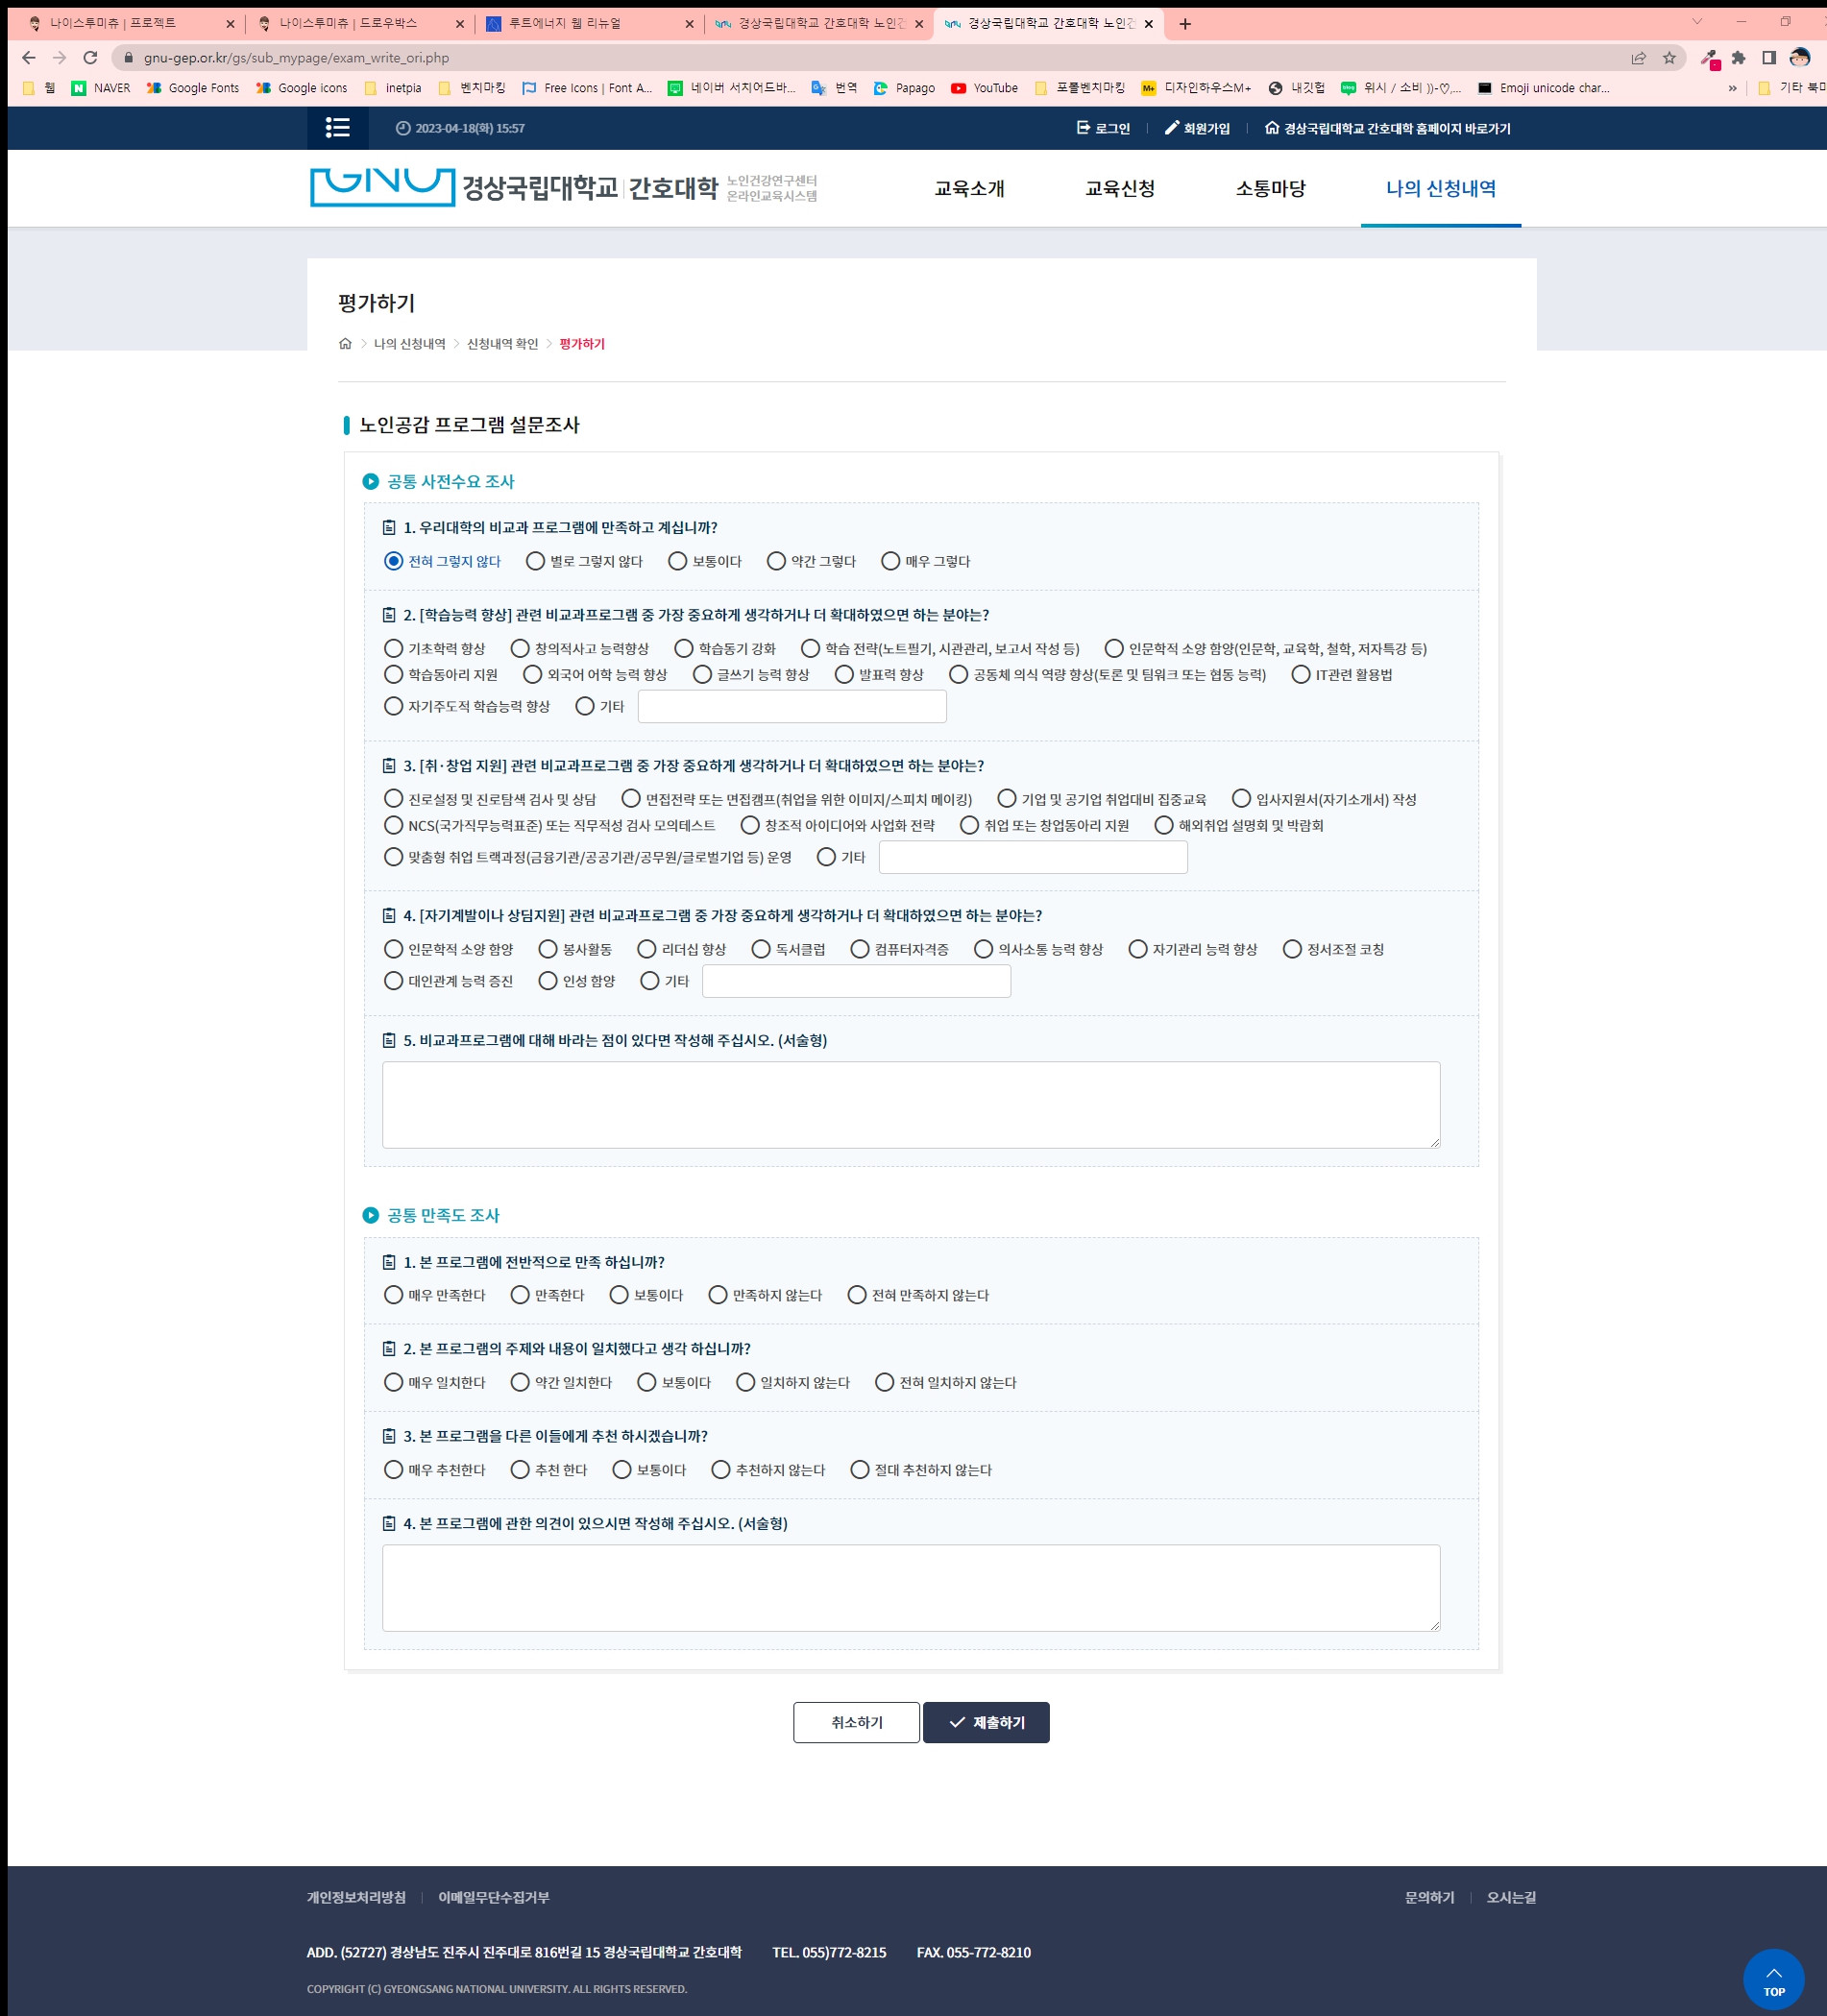 나이스투미츄 | 프로젝트
나이스투미츄 | 드로우박스
루트에너지 웹 리뉴얼
경상국립대학교 간호대학 노인건
경상국립대학교 간호대학 노인건
gnu-gep.or.kr/gs/sub_mypage/exam_write_ori.php
웹 NAVER Google Fonts Google icons inetpia 벤치마킹 Free Icons | Font A... 네이버 서치어드바... 번역 Papago YouTube 포폴벤치마킹 디자인하우스M+ 내깃헙 위시 / 소비 ))-♡,... Emoji unicode char... » 기타 북마
2023-04-18(화) 15:57 로그인 회원가입 경상국립대학교 간호대학 홈페이지 바로가기
GNU 경상국립대학교 간호대학 노인건강연구센터
온라인교육시스템
교육소개 교육신청 소통마당 나의 신청내역
평가하기
나의 신청내역 > 신청내역 확인 > 평가하기
노인공감 프로그램 설문조사
공통 사전수요 조사
1. 우리대학의 비교과 프로그램에 만족하고 계십니까?
전혀 그렇지 않다 별로 그렇지 않다 보통이다 약간 그렇다 매우 그렇다
2. [학습능력 향상] 관련 비교과프로그램 중 가장 중요하게 생각하거나 더 확대하였으면 하는 분야는?
기초학력 향상 창의적사고 능력향상 학습동기 강화 학습 전략(노트필기, 시관관리, 보고서 작성 등) 인문학적 소양 함양(인문학, 교육학, 철학, 저자특강 등)
학습동아리 지원 외국어 어학 능력 향상 글쓰기 능력 향상 발표력 향상 공동체 의식 역량 향상(토론 및 팀워크 또는 협동 능력) IT관련 활용법
자기주도적 학습능력 향상 기타
3. [취·창업 지원] 관련 비교과프로그램 중 가장 중요하게 생각하거나 더 확대하였으면 하는 분야는?
진로설정 및 진로탐색 검사 및 상담 면접전략 또는 면접캠프(취업을 위한 이미지/스피치 메이킹) 기업 및 공기업 취업대비 집중교육 입사지원서(자기소개서) 작성
NCS(국가직무능력표준) 또는 직무적성 검사 모의테스트 창조적 아이디어와 사업화 전략 취업 또는 창업동아리 지원 해외취업 설명회 및 박람회
맞춤형 취업 트랙과정(금융기관/공공기관/공무원/글로벌기업 등) 운영 기타
4. [자기계발이나 상딤지원] 관련 비교과프로그램 중 가장 중요하게 생각하거나 더 확대하였으면 하는 분야는?
인문학적 소양 함양 봉사활동 리더십 향상 독서클럽 컴퓨터자격증 의사소통 능력 향상 자기관리 능력 향상 정서조절 코칭
대인관계 능력 증진 인성 함양 기타
5. 비교과프로그램에 대해 바라는 점이 있다면 작성해 주십시오. (서술형)
공통 만족도 조사
1. 본 프로그램에 전반적으로 만족 하십니까?
매우 만족한다 만족한다 보통이다 만족하지 않는다 전혀 만족하지 않는다
2. 본 프로그램의 주제와 내용이 일치했다고 생각 하십니까?
매우 일치한다 약간 일치한다 보통이다 일치하지 않는다 전혀 일치하지 않는다
3. 본 프로그램을 다른 이들에게 추천 하시겠습니까?
매우 추천한다 추천 한다 보통이다 추천하지 않는다 절대 추천하지 않는다
4. 본 프로그램에 관한 의견이 있으시면 작성해 주십시오. (서술형)
취소하기 제출하기
개인정보처리방침 이메일무단수집거부 문의하기 오시는길
ADD. (52727) 경상남도 진주시 진주대로 816번길 15 경상국립대학교 간호대학 TEL. 055)772-8215 FAX. 055-772-8210
COPYRIGHT (C) GYEONGSANG NATIONAL UNIVERSITY. ALL RIGHTS RESERVED.
TOP